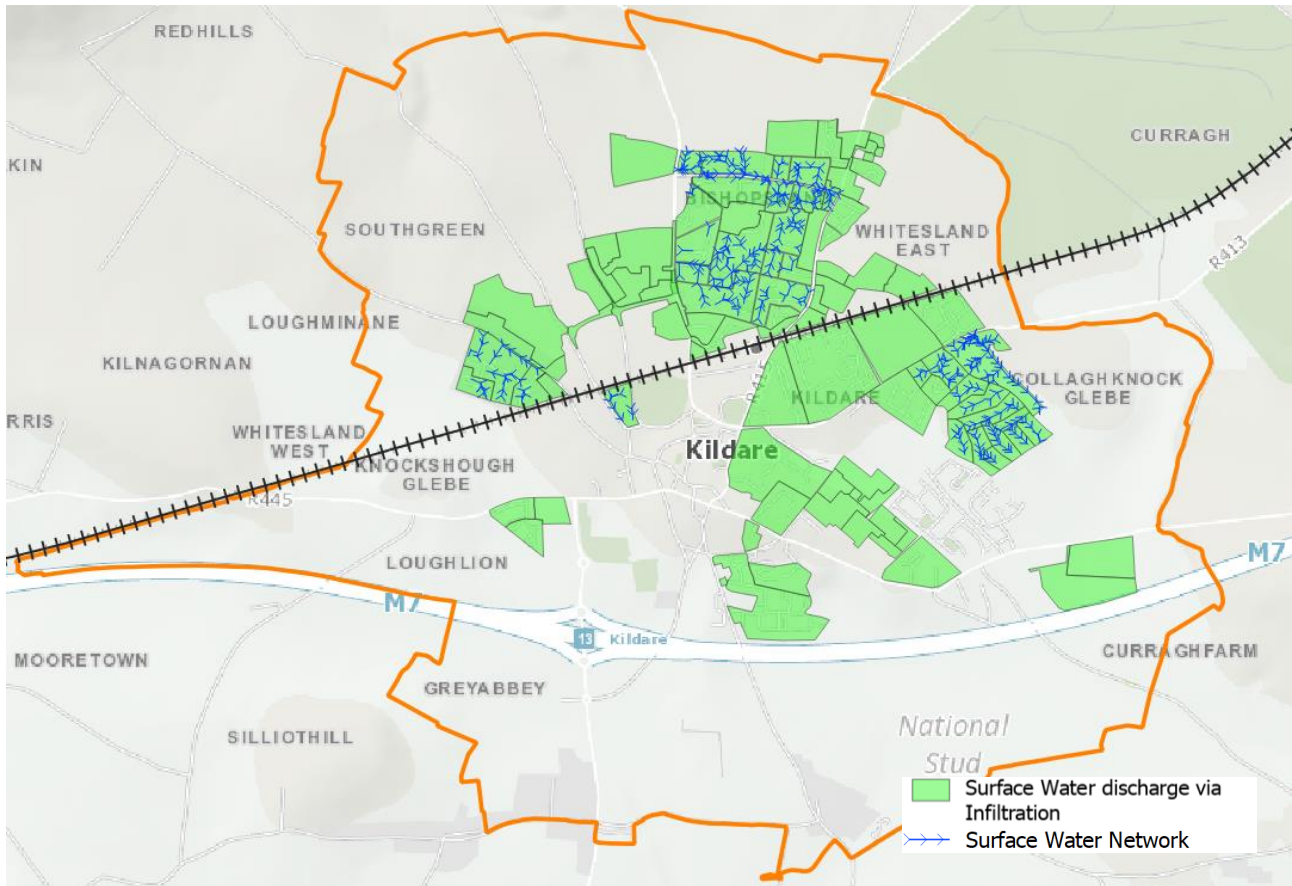 REDHILLS
CURRAGH
KIN
BISHOPSLAND
SOUTHGREEN
WHITESLAND
EAST
R413
LOUGHMINANE
KILNAGORNAN
R415
KILDARE
COLLAGHKNOCK
GLEBE
RRIS
WHITESLAND
WEST
Kildare
KNOCKSHOUGH
GLEBE
R445
LOUGHLION
M7
M7
13
Kildare
MOORETOWN
CURRAGHFARM
GREYABBEY
SILLIOTHILL
National
Stud
Surface Water discharge via
Infiltration
Surface Water Network